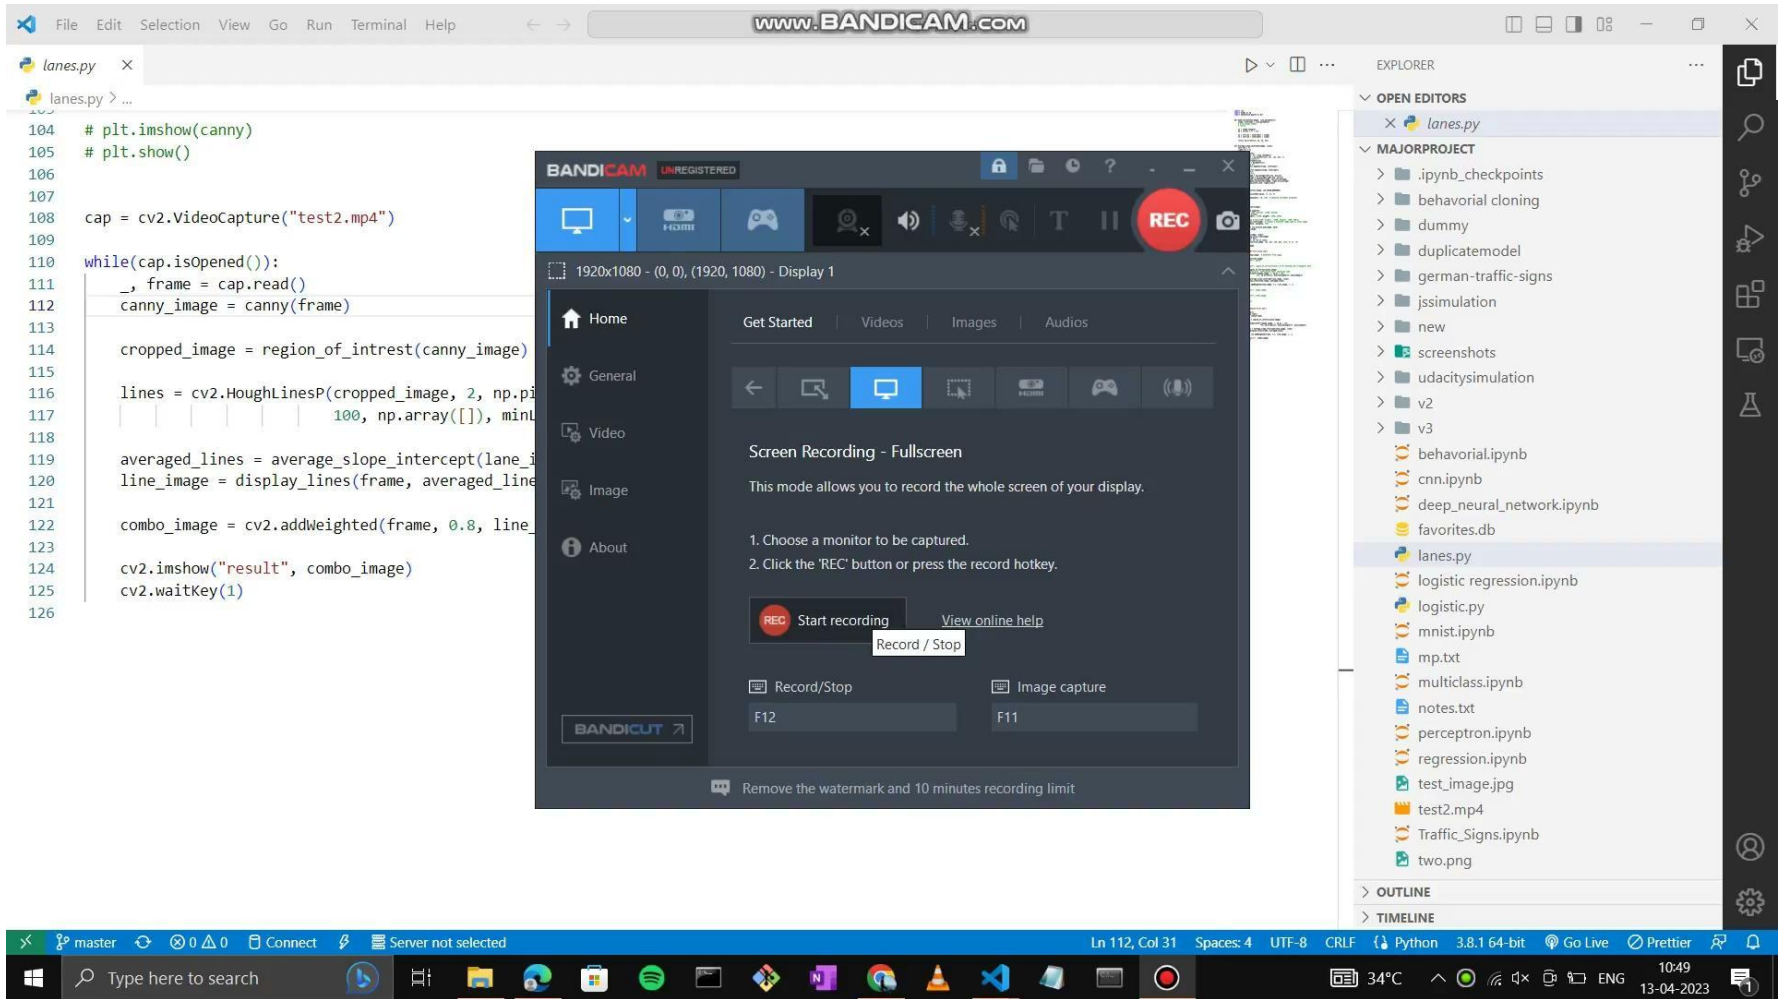 File Edit Selection View Go Run Terminal Help
www.BANDICAM.com
lanes.py
lanes.py > ...
104 # plt.imshow(canny)
105 # plt.show()
106
107
108 cap = cv2.VideoCapture("test2.mp4")
109
110 while(cap.isOpened()):
111 _, frame = cap.read()
112 canny_image = canny(frame)
113
114 cropped_image = region_of_intrest(canny_image)
115
116 lines = cv2.HoughLinesP(cropped_image, 2, np.pi
117 100, np.array([]), minL
118
119 averaged_lines = average_slope_intercept(lane_i
120 line_image = display_lines(frame, averaged_line
121
122 combo_image = cv2.addWeighted(frame, 0.8, line_
123
124 cv2.imshow("result", combo_image)
125 cv2.waitKey(1)
126
BANDICAM UNREGISTERED
HDMI
REC
1920x1080 - (0, 0), (1920, 1080) - Display 1
Home
General
Video
Image
About
BANDICUT
Get Started Videos Images Audios
HDMI
Screen Recording - Fullscreen
This mode allows you to record the whole screen of your display.
1. Choose a monitor to be captured.
2. Click the 'REC' button or press the record hotkey.
REC Start recording View online help
Record / Stop
Record/Stop Image capture
F12 F11
Remove the watermark and 10 minutes recording limit
EXPLORER
OPEN EDITORS
lanes.py
MAJORPROJECT
.ipynb_checkpoints
behavorial cloning
dummy
duplicatemodel
german-traffic-signs
jssimulation
new
screenshots
udacitysimulation
v2
v3
behavorial.ipynb
cnn.ipynb
deep_neural_network.ipynb
favorites.db
lanes.py
logistic regression.ipynb
logistic.py
mnist.ipynb
mp.txt
multiclass.ipynb
notes.txt
perceptron.ipynb
regression.ipynb
test_image.jpg
test2.mp4
Traffic_Signs.ipynb
two.png
OUTLINE
TIMELINE
master 0 0 Connect Server not selected Ln 112, Col 31 Spaces: 4 UTF-8 CRLF Python 3.8.1 64-bit Go Live Prettier
Type here to search 34°C ENG 10:49
13-04-2023